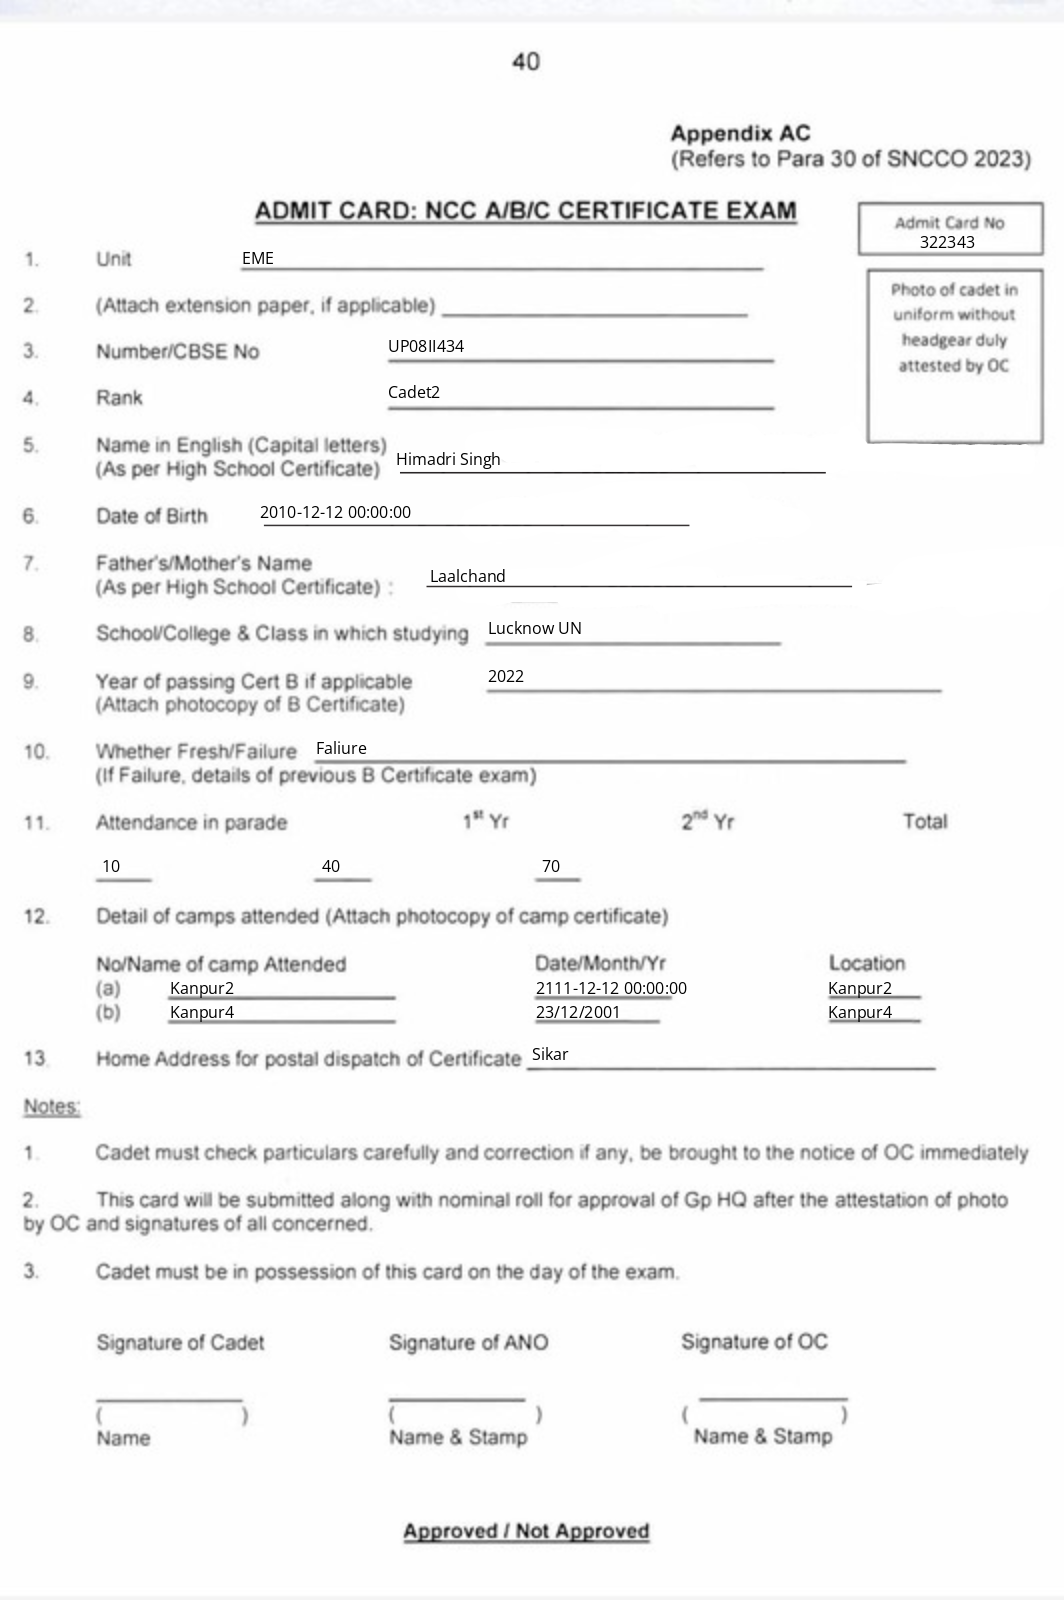 40
Appendix AC
(Refers to Para 30 of SNCCO 2023)
ADMIT CARD: NCC A/B/C CERTIFICATE EXAM
Admit Card No
322343
Photo of cadet in
uniform without
headgear duly
attested by OC
1. Unit EME
2. (Attach extension paper, if applicable)
3. Number/CBSE No UP08II434
4. Rank Cadet2
5. Name in English (Capital letters)
(As per High School Certificate) Himadri Singh
6. Date of Birth 2010-12-12 00:00:00
7. Father's/Mother's Name
(As per High School Certificate) : Laalchand
8. School/College & Class in which studying Lucknow UN
9. Year of passing Cert B if applicable 2022
(Attach photocopy of B Certificate)
10. Whether Fresh/Failure Faliure
(If Failure, details of previous B Certificate exam)
11. Attendance in parade 1st Yr 2nd Yr Total
10 40 70
12. Detail of camps attended (Attach photocopy of camp certificate)
No/Name of camp Attended Date/Month/Yr Location
(a) Kanpur2 2111-12-12 00:00:00 Kanpur2
(b) Kanpur4 23/12/2001 Kanpur4
13. Home Address for postal dispatch of Certificate Sikar
Notes:
1. Cadet must check particulars carefully and correction if any, be brought to the notice of OC immediately
2. This card will be submitted along with nominal roll for approval of Gp HQ after the attestation of photo
by OC and signatures of all concerned.
3. Cadet must be in possession of this card on the day of the exam.
Signature of Cadet Signature of ANO Signature of OC
( ) ( ) ( )
Name Name & Stamp Name & Stamp
Approved / Not Approved